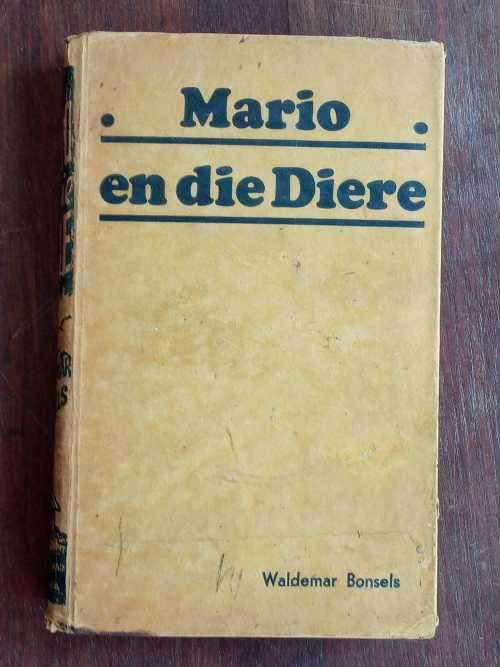 . Mario .
en die Diere
Waldemar Bonsels